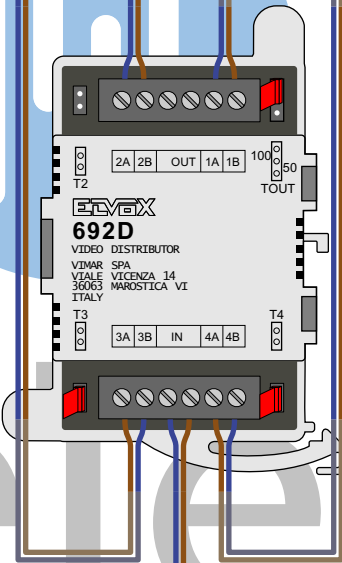 2A 2B OUT 1A 1B
100
50
T2
TOUT
ELVOX
692D
VIDEO DISTRIBUTOR
VIMAR SPA
VIALE VICENZA 14
36063 MAROSTICA VI
ITALY
T3
T4
3A 3B IN 4A 4B